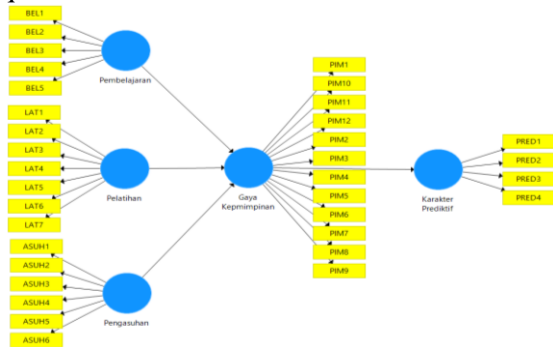 BEL1
BEL2
BEL3
BEL4
BEL5
Pembelajaran
LAT1
LAT2
LAT3
LAT4
LAT5
LAT6
LAT7
Pelatihan
ASUH1
ASUH2
ASUH3
ASUH4
ASUH5
ASUH6
Pengasuhan
Gaya
Kepmimpinan
PIM1
PIM10
PIM11
PIM12
PIM2
PIM3
PIM4
PIM5
PIM6
PIM7
PIM8
PIM9
Karakter
Prediktif
PRED1
PRED2
PRED3
PRED4